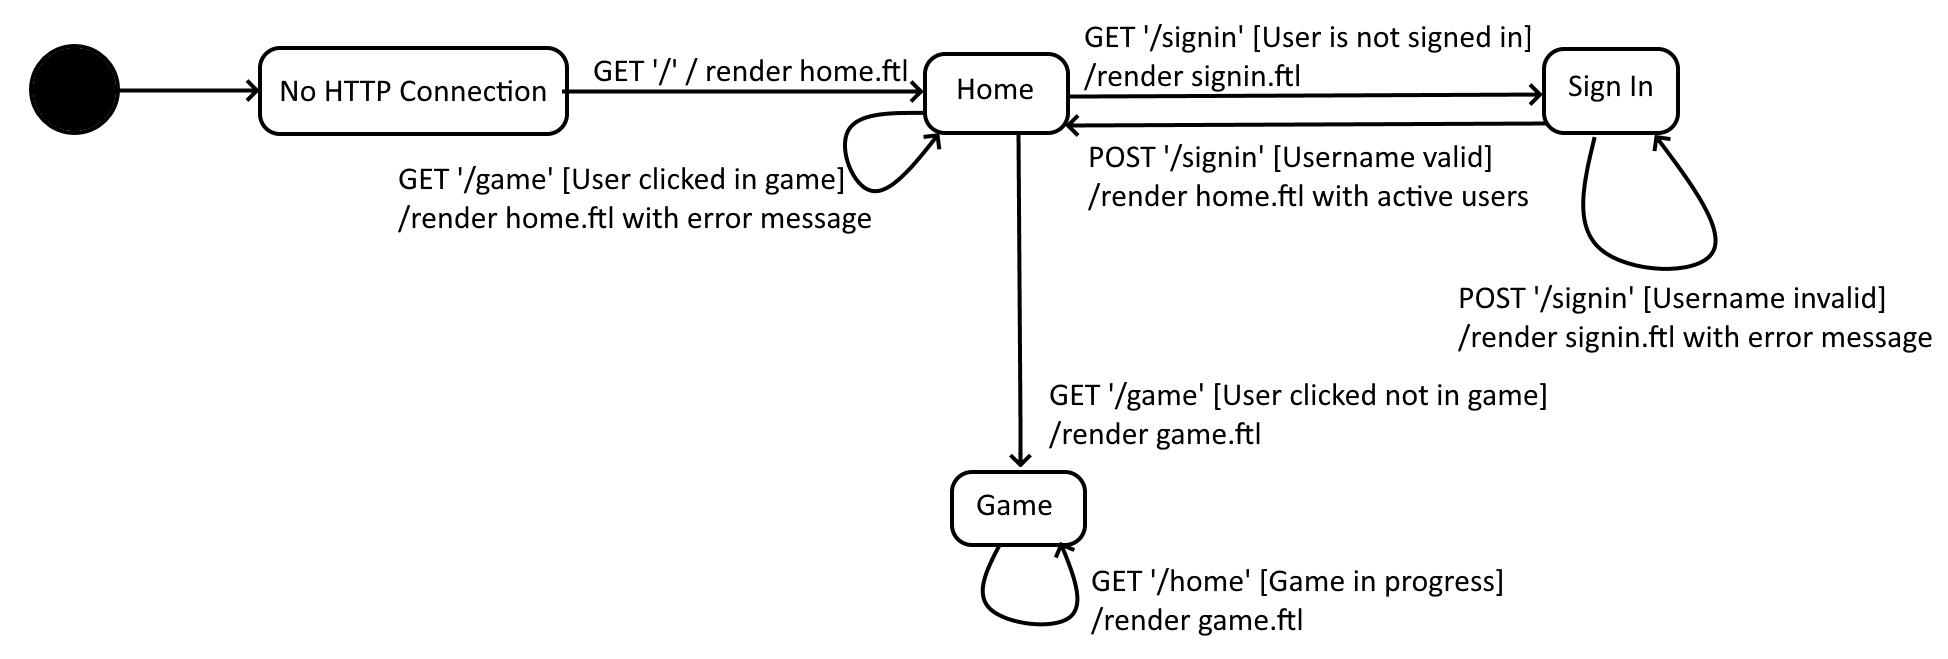 No HTTP Connection
GET '/' / render home.ftl
Home
GET '/signin' [User is not signed in]
/render signin.ftl
Sign In
POST '/signin' [Username valid]
/render home.ftl with active users
GET '/game' [User clicked in game]
/render home.ftl with error message
POST '/signin' [Username invalid]
/render signin.ftl with error message
GET '/game' [User clicked not in game]
/render game.ftl
Game
GET '/home' [Game in progress]
/render game.ftl